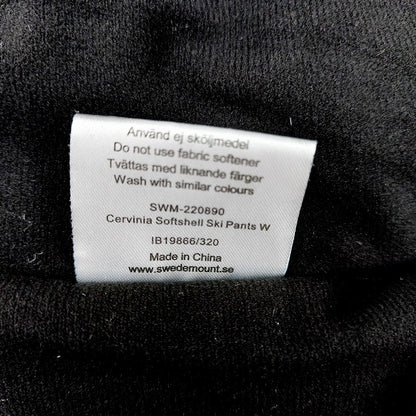 Använd ej sköljmedel
Do not use fabric softener
Tvättas med liknande färger
Wash with similar colours
SWM-220890
Cervinia Softshell Ski Pants W
IB19866/320
Made in China
www.swedemount.se